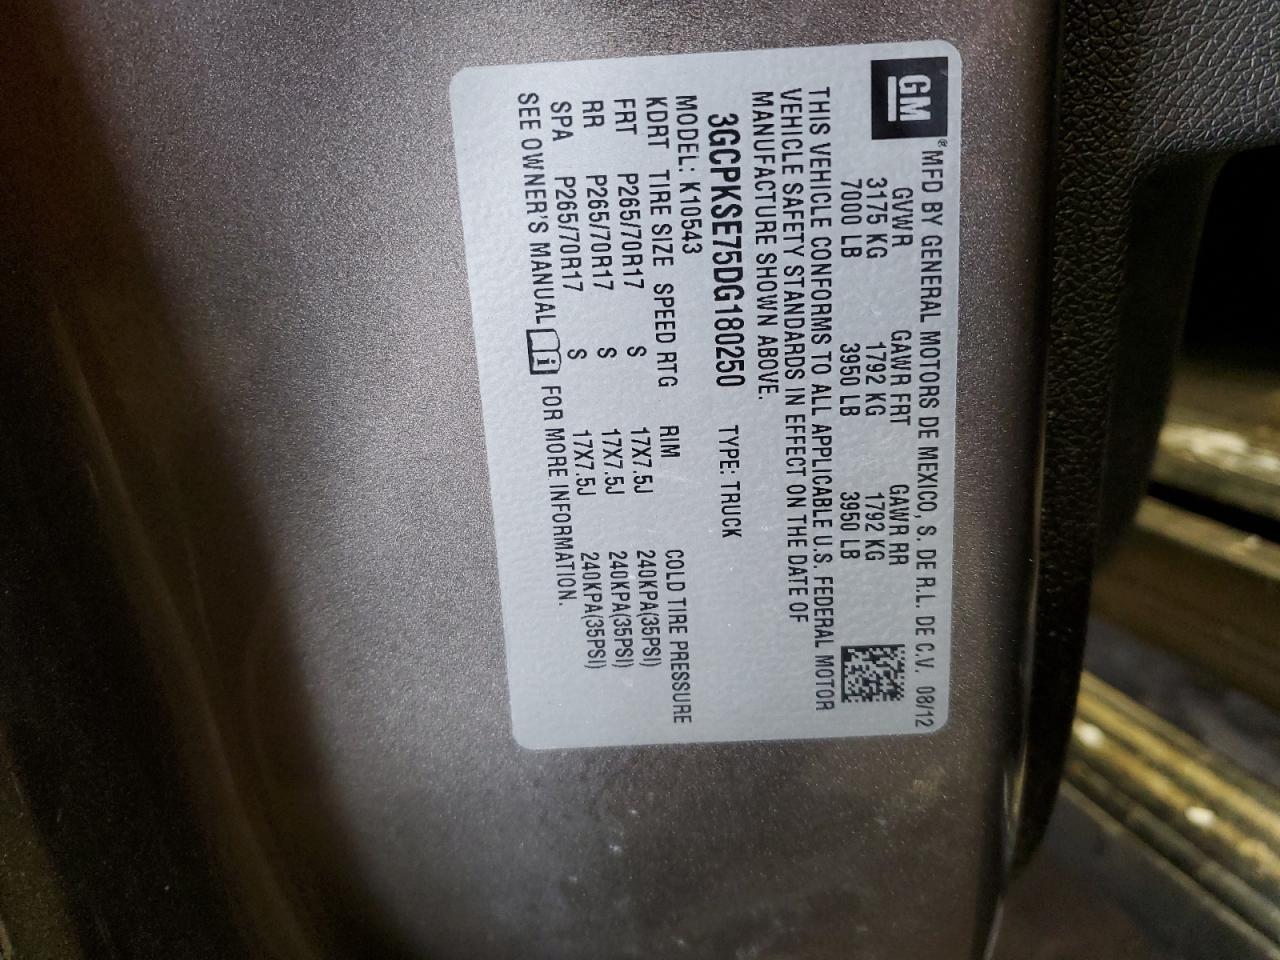 GM
®MFD BY GENERAL MOTORS DE MEXICO, S. DE R.L. DE C.V. 08/12
GVWR GAWR FRT GAWR RR
3175 KG 1792 KG 1792 KG
7000 LB 3950 LB 3950 LB
THIS VEHICLE CONFORMS TO ALL APPLICABLE U.S. FEDERAL MOTOR
VEHICLE SAFETY STANDARDS IN EFFECT ON THE DATE OF
MANUFACTURE SHOWN ABOVE.
3GCPKSE75DG180250 TYPE: TRUCK
MODEL: K10543
KDRT TIRE SIZE SPEED RTG RIM COLD TIRE PRESSURE
FRT P265/70R17 S 17X7.5J 240KPA(35PSI)
RR P265/70R17 S 17X7.5J 240KPA(35PSI)
SPA P265/70R17 S 17X7.5J 240KPA(35PSI)
SEE OWNER'S MANUAL i FOR MORE INFORMATION.